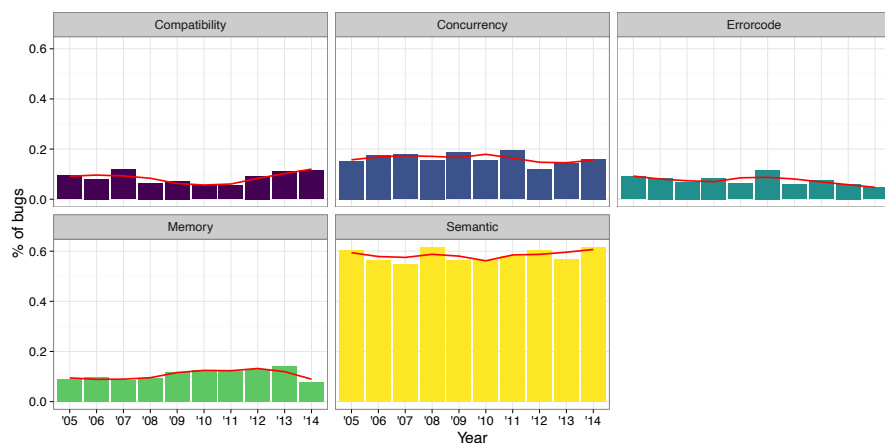 Compatibility Concurrency Errorcode
0.6
0.4
0.2
0.0
% of bugs
Memory Semantic
0.6
0.4
0.2
0.0
'05 '06 '07 '08 '09 '10 '11 '12 '13 '14 '05 '06 '07 '08 '09 '10 '11 '12 '13 '14
Year